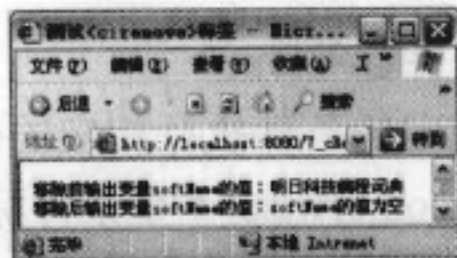 测试<c:remove>标签 - Micr...
文件(F) 编辑(E) 查看(V) 收藏(A) T »
后退 搜索 »
地址(D) http://localhost:8080/7_c 转到
移除前输出变量softName的值：明日科技编程词典
移除后输出变量softName的值：softName的值为空
完毕 本地 Intranet